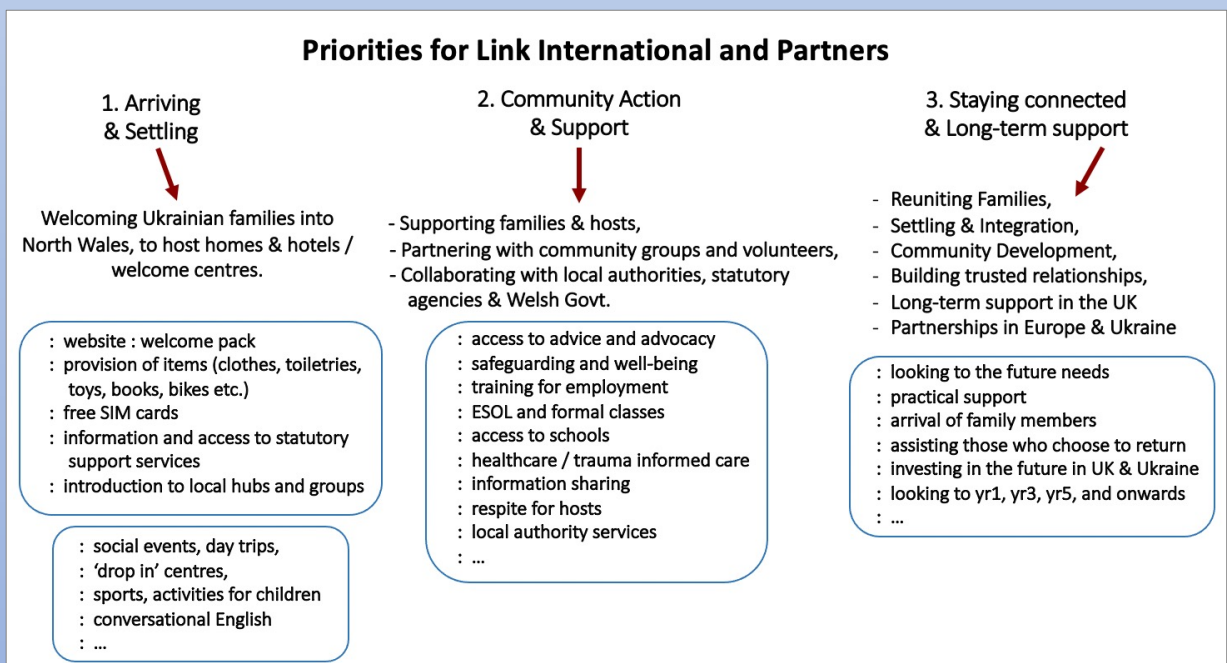 Priorities for Link International and Partners
1. Arriving
& Settling
Welcoming Ukrainian families into
North Wales, to host homes & hotels /
welcome centres.
: website : welcome pack
: provision of items (clothes, toiletries,
toys, books, bikes etc.)
: free SIM cards
: information and access to statutory
support services
: introduction to local hubs and groups
: social events, day trips,
: ‘drop in’ centres,
: sports, activities for children
: conversational English
: ...
2. Community Action
& Support
- Supporting families & hosts,
- Partnering with community groups and volunteers,
- Collaborating with local authorities, statutory
agencies & Welsh Govt.
: access to advice and advocacy
: safeguarding and well-being
: training for employment
: ESOL and formal classes
: access to schools
: healthcare / trauma informed care
: information sharing
: respite for hosts
: local authority services
: ...
3. Staying connected
& Long-term support
- Reuniting Families,
- Settling & Integration,
- Community Development,
- Building trusted relationships,
- Long-term support in the UK
- Partnerships in Europe & Ukraine
: looking to the future needs
: practical support
: arrival of family members
: assisting those who choose to return
: investing in the future in UK & Ukraine
: looking to yr1, yr3, yr5, and onwards
: ...